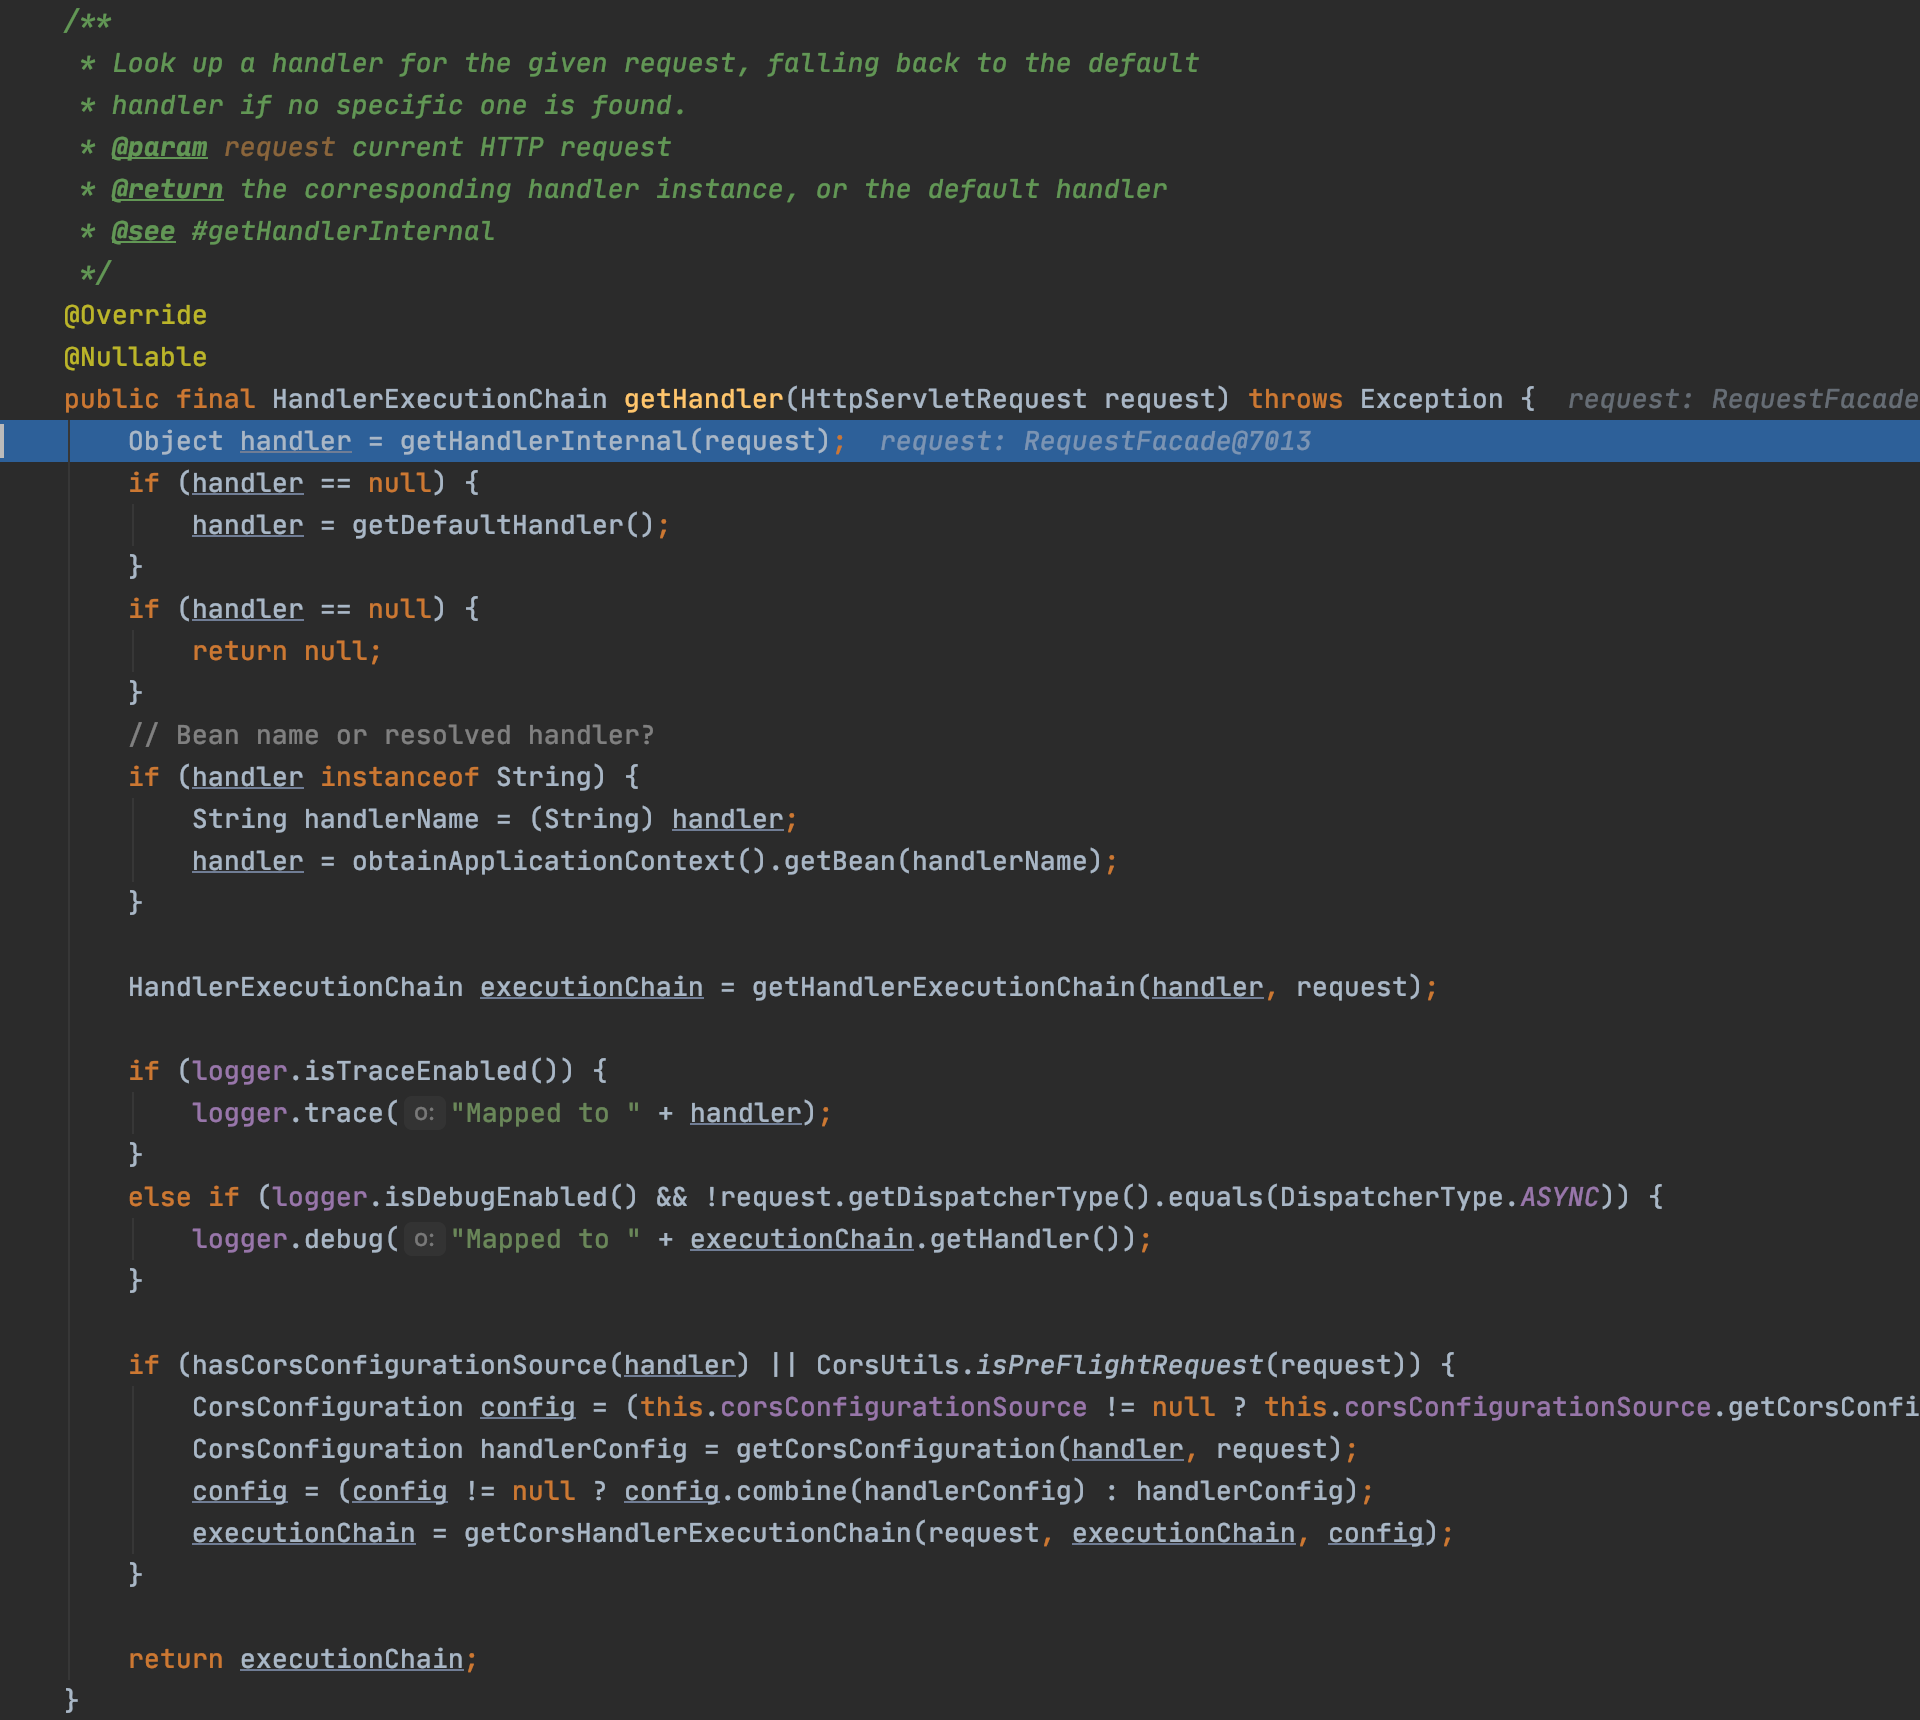 /**
 * Look up a handler for the given request, falling back to the default
 * handler if no specific one is found.
 * @param request current HTTP request
 * @return the corresponding handler instance, or the default handler
 * @see #getHandlerInternal
 */
@Override
@Nullable
public final HandlerExecutionChain getHandler(HttpServletRequest request) throws Exception {  request: RequestFacade
    Object handler = getHandlerInternal(request);  request: RequestFacade@7013
    if (handler == null) {
        handler = getDefaultHandler();
    }
    if (handler == null) {
        return null;
    }
    // Bean name or resolved handler?
    if (handler instanceof String) {
        String handlerName = (String) handler;
        handler = obtainApplicationContext().getBean(handlerName);
    }

    HandlerExecutionChain executionChain = getHandlerExecutionChain(handler, request);

    if (logger.isTraceEnabled()) {
        logger.trace( o: "Mapped to " + handler);
    }
    else if (logger.isDebugEnabled() && !request.getDispatcherType().equals(DispatcherType.ASYNC)) {
        logger.debug( o: "Mapped to " + executionChain.getHandler());
    }

    if (hasCorsConfigurationSource(handler) || CorsUtils.isPreFlightRequest(request)) {
        CorsConfiguration config = (this.corsConfigurationSource != null ? this.corsConfigurationSource.getCorsConfi
        CorsConfiguration handlerConfig = getCorsConfiguration(handler, request);
        config = (config != null ? config.combine(handlerConfig) : handlerConfig);
        executionChain = getCorsHandlerExecutionChain(request, executionChain, config);
    }

    return executionChain;
}